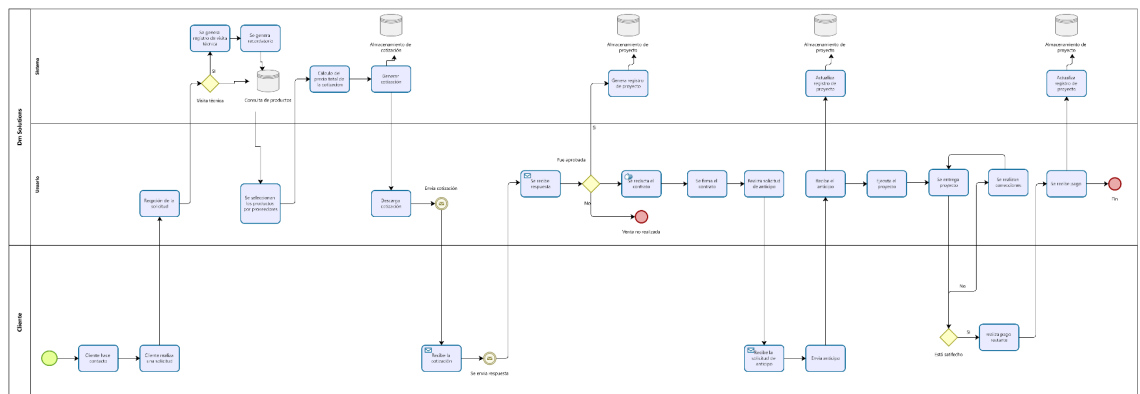 Dm Solutions
Sistema
Usuario
Cliente
Se genera
registro de visita
técnica
Se genera
Si
Visita técnica
Consulta de productos
Cálculo del
precio total de
la cotización
Almacenamiento de
cotización
Generar
cotización
Almacenamiento de
proyecto
Genera registro
de proyecto
Almacenamiento de
proyecto
Actualiza
registro de
proyecto
Almacenamiento de
proyecto
Actualiza
registro de
proyecto
Registro de la
solicitud
Se seleccionan
los productos
por proveedores
Descarga
cotización
Envía cotización
Se recibe
respuesta
Fue aprobada
Si
No
Venta no realizada
Se redacta el
contrato
Se firma el
contrato
Realiza solicitud
de anticipo
Recibe el
anticipo
Ejecuta el
proyecto
Se entrega
proyecto
Se realizan
correcciones
Se recibe pago
Fin
Cliente hace
contacto
Cliente realiza
una solicitud
Recibe la
cotización
Se envía respuesta
Recibe la
solicitud de
anticipo
Envía anticipo
No
Está satifecho
Si
realiza pago
restante